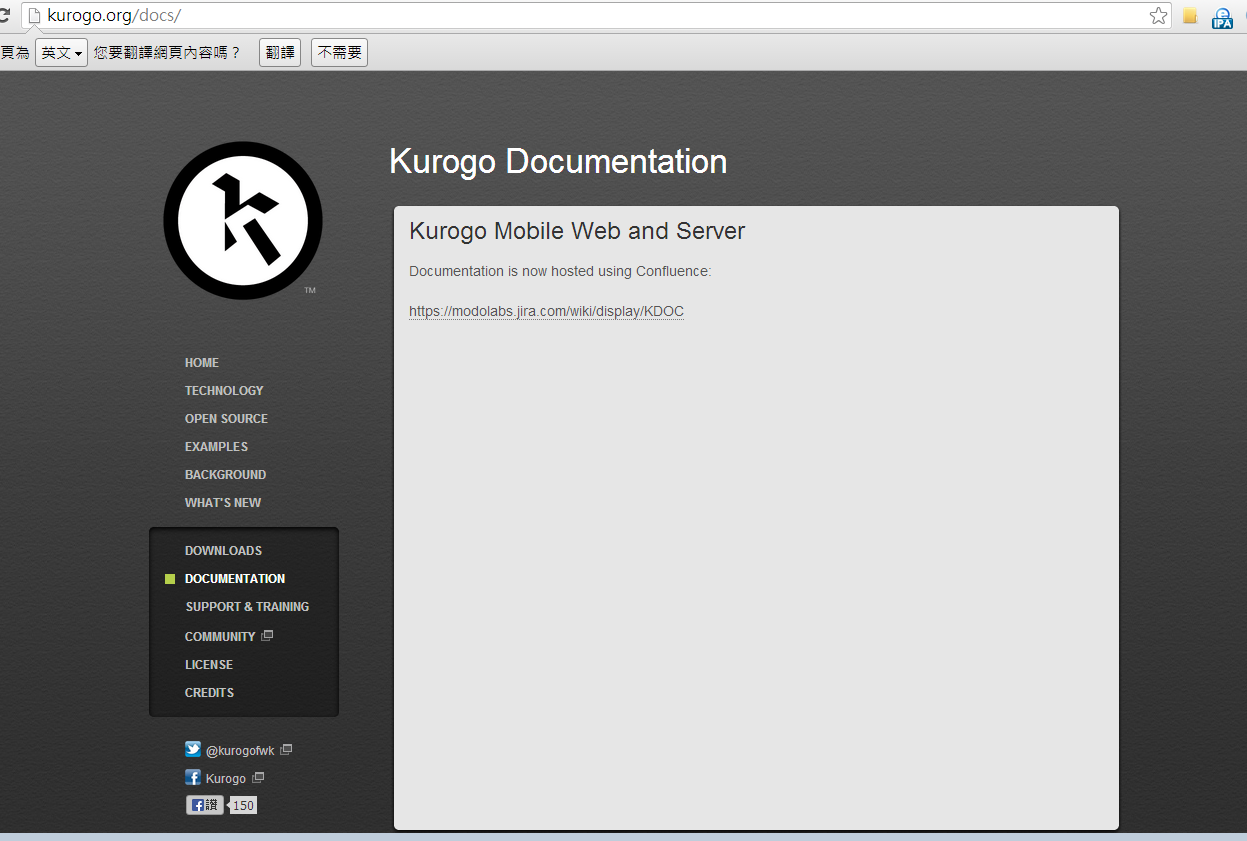 kurogo.org/docs/
頁為 英文 您要翻譯網頁內容嗎？ 翻譯 不需要
Kurogo Documentation
TM
Kurogo Mobile Web and Server
Documentation is now hosted using Confluence:
https://modolabs.jira.com/wiki/display/KDOC
HOME
TECHNOLOGY
OPEN SOURCE
EXAMPLES
BACKGROUND
WHAT'S NEW
DOWNLOADS
DOCUMENTATION
SUPPORT & TRAINING
COMMUNITY
LICENSE
CREDITS
@kurogofwk
Kurogo
讚 150
IPA